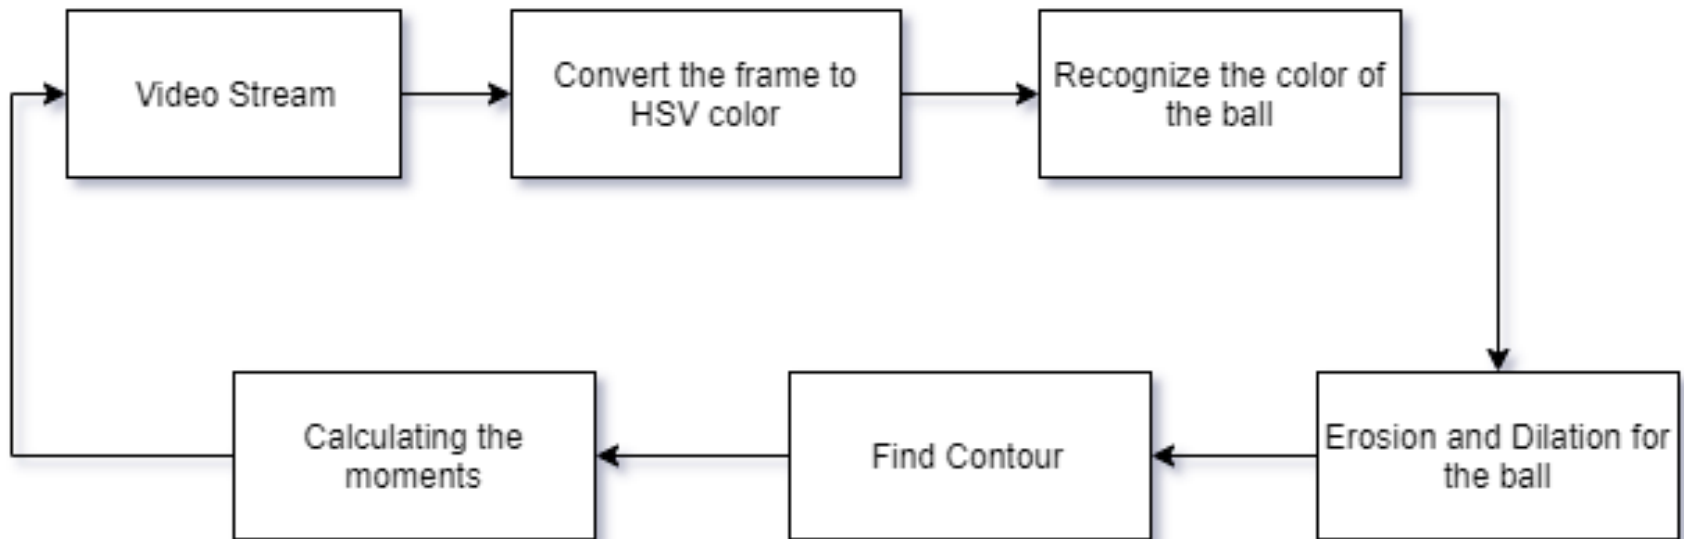 Video Stream
Convert the frame to
HSV color
Recognize the color of
the ball
Calculating the
moments
Find Contour
Erosion and Dilation for
the ball